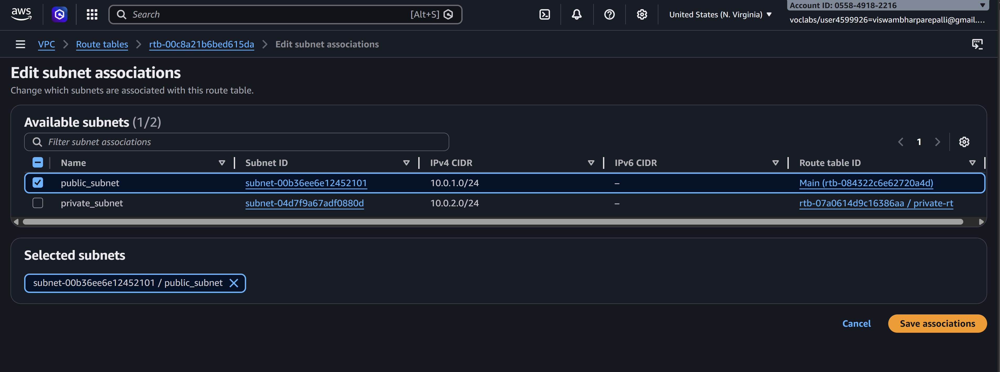 aws
Search [Alt+S]
United States (N. Virginia)
Account ID: 0558-4918-2216
voclabs/user4599926=viswambharparepalli@gmail....
VPC Route tables rtb-00c8a21b6bed615da Edit subnet associations
Edit subnet associations
Change which subnets are associated with this route table.
Available subnets (1/2)
Filter subnet associations
1
Name Subnet ID IPv4 CIDR IPv6 CIDR Route table ID
public_subnet subnet-00b36ee6e12452101 10.0.1.0/24 – Main (rtb-084322c6e62720a4d)
private_subnet subnet-04d7f9a67adf0880d 10.0.2.0/24 – rtb-07a0614d9c16386aa / private-rt
Selected subnets
subnet-00b36ee6e12452101 / public_subnet
Cancel Save associations